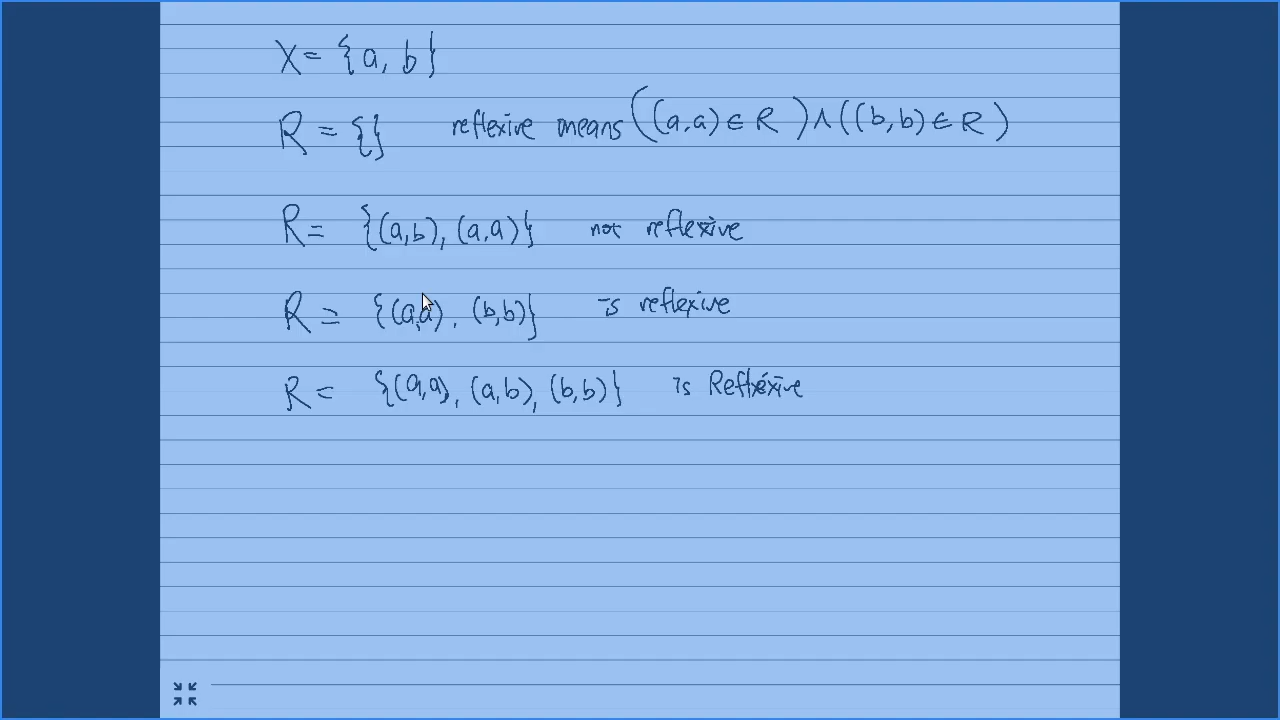 X = {a, b}
R = {} reflexive means ((a,a) ∈ R) ∧ ((b,b) ∈ R)
R = {(a,b), (a,a)} not reflexive
R = {(a,a), (b,b)} is reflexive
R = {(a,a), (a,b), (b,b)} is Reflexive